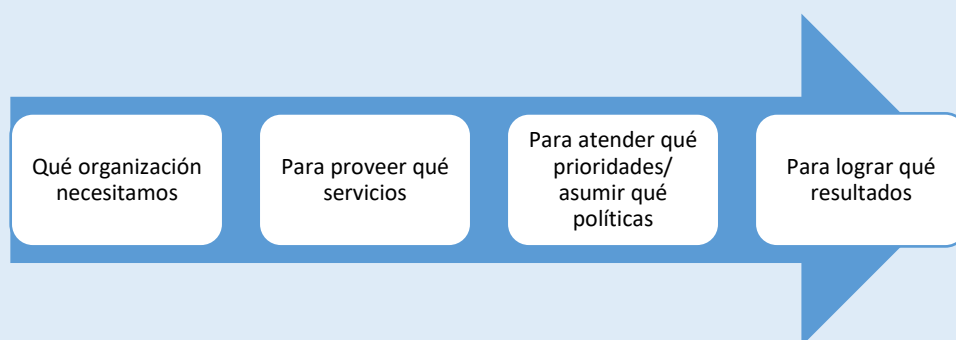 Qué organización
necesitamos
Para proveer qué
servicios
Para atender qué
prioridades/
asumir qué
políticas
Para lograr qué
resultados